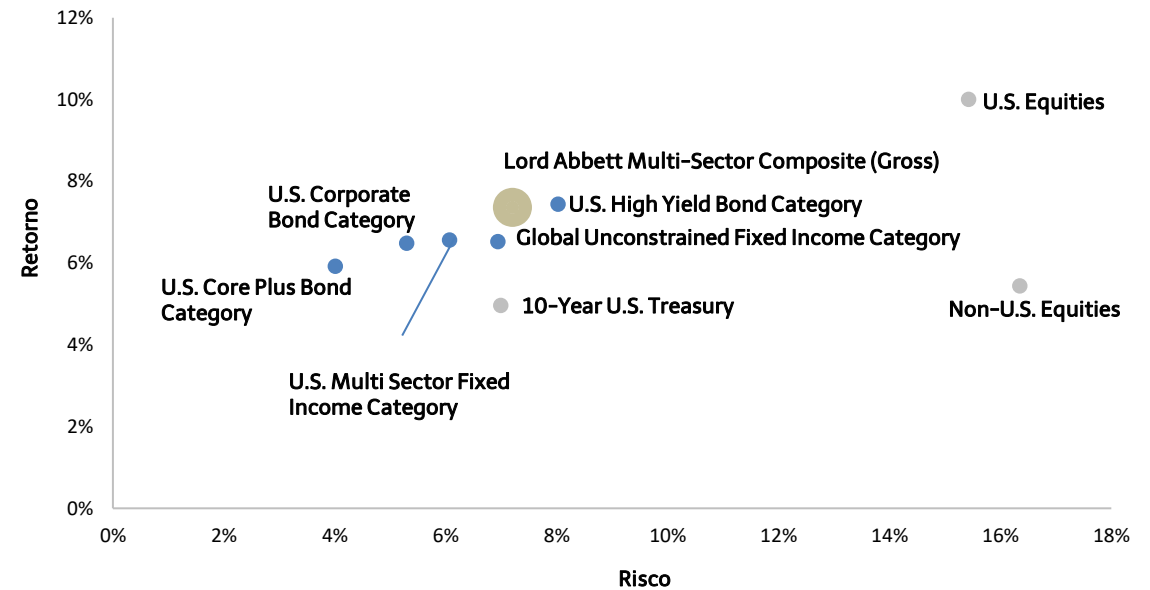 12%
10%
U.S. Equities
Lord Abbett Multi-Sector Composite (Gross)
8%
U.S. Corporate
Bond Category
U.S. High Yield Bond Category
Global Unconstrained Fixed Income Category
Retorno
6%
U.S. Core Plus Bond
Category
10-Year U.S. Treasury
Non-U.S. Equities
4%
U.S. Multi Sector Fixed
Income Category
2%
0%
0% 2% 4% 6% 8% 10% 12% 14% 16% 18%
Risco